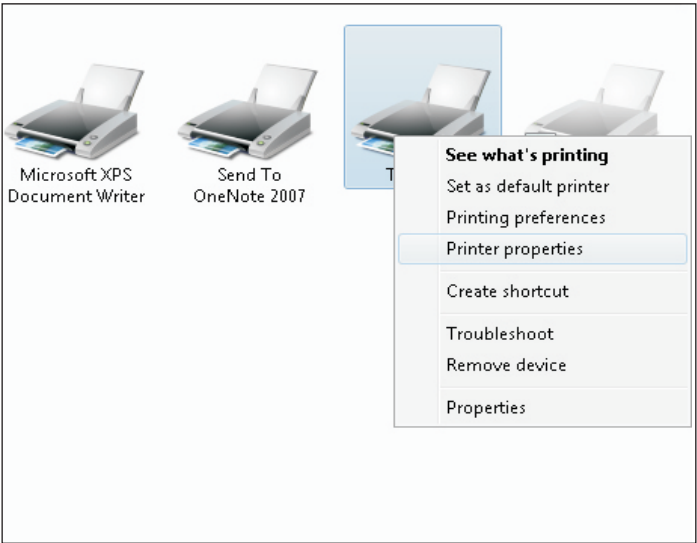 Microsoft XPS
Document Writer
Send To
OneNote 2007
See what's printing
Set as default printer
Printing preferences
Printer properties
Create shortcut
Troubleshoot
Remove device
Properties